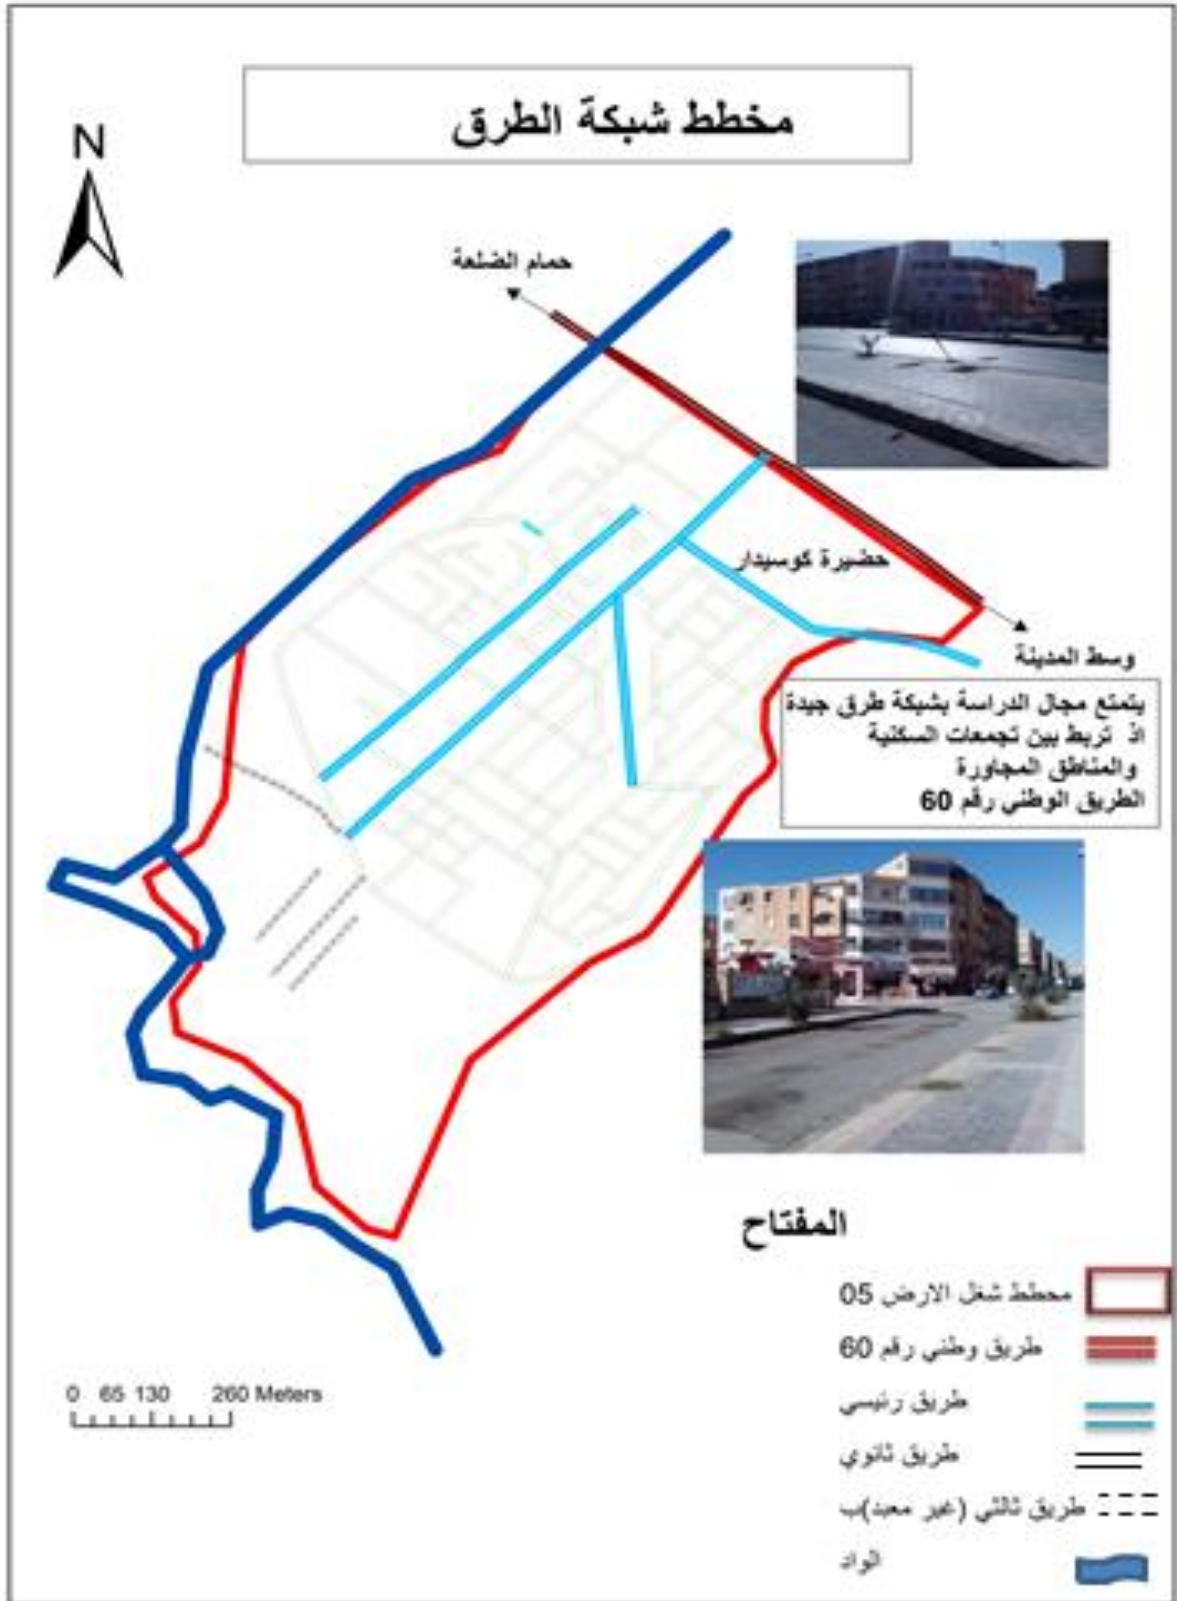 مخطط شبكة الطرق
N
حمام الضلعة
حضيرة كوسيدار
وسط المدينة
يتمتع مجال الدراسة بشبكة طرق جيدة
اذ تربط بين تجمعات السكنية
والمناطق المجاورة
الطريق الوطني رقم 60
المفتاح
محطط شغل الارض 05
طريق وطني رقم 60
طريق رئيسي
طريق ثانوي
طريق ثالثي (غير معبد)ب
الواد
0 65 130 260 Meters